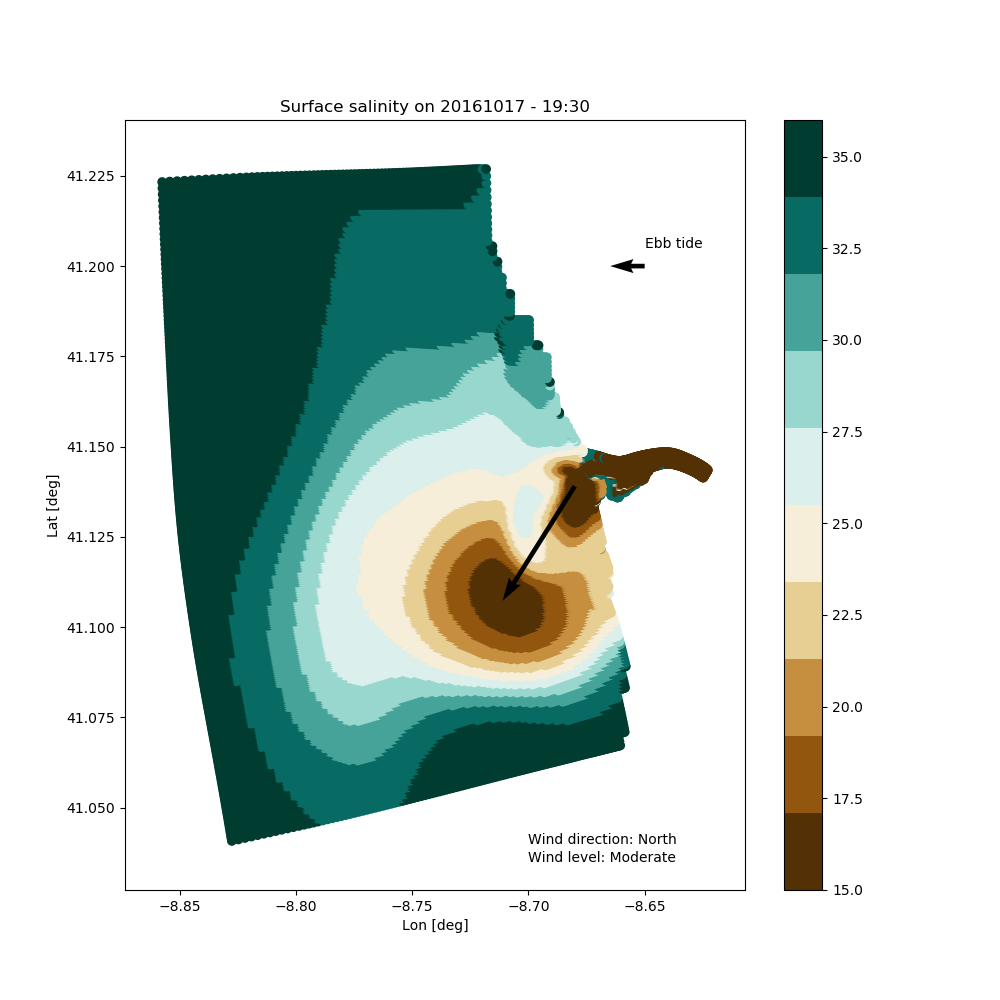 Surface salinity on 20161017 - 19:30
Ebb tide
Wind direction: North
Wind level: Moderate
Lat [deg]
41.225
41.200
41.175
41.150
41.125
41.100
41.075
41.050
−8.85 −8.80 −8.75 −8.70 −8.65
Lon [deg]
35.0
32.5
30.0
27.5
25.0
22.5
20.0
17.5
15.0